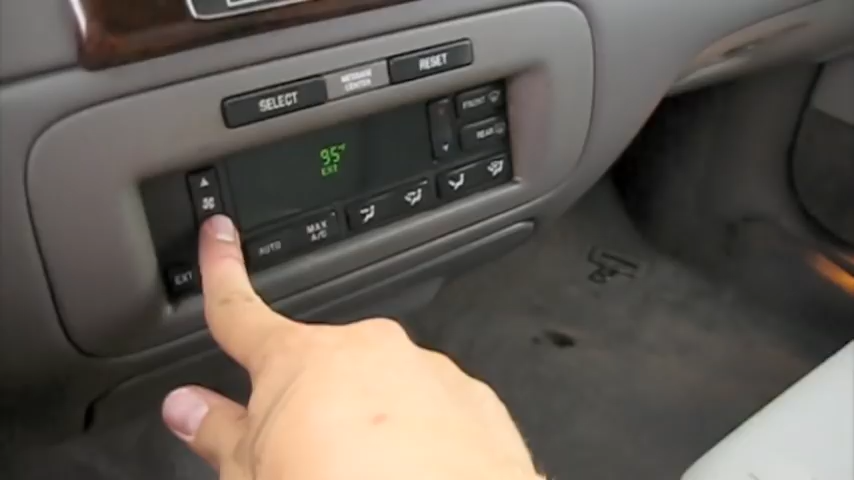 SELECT
MESSAGE
CENTER
RESET
FRONT
REAR
95°F
EXT
EXT
AUTO
MAX
A/C